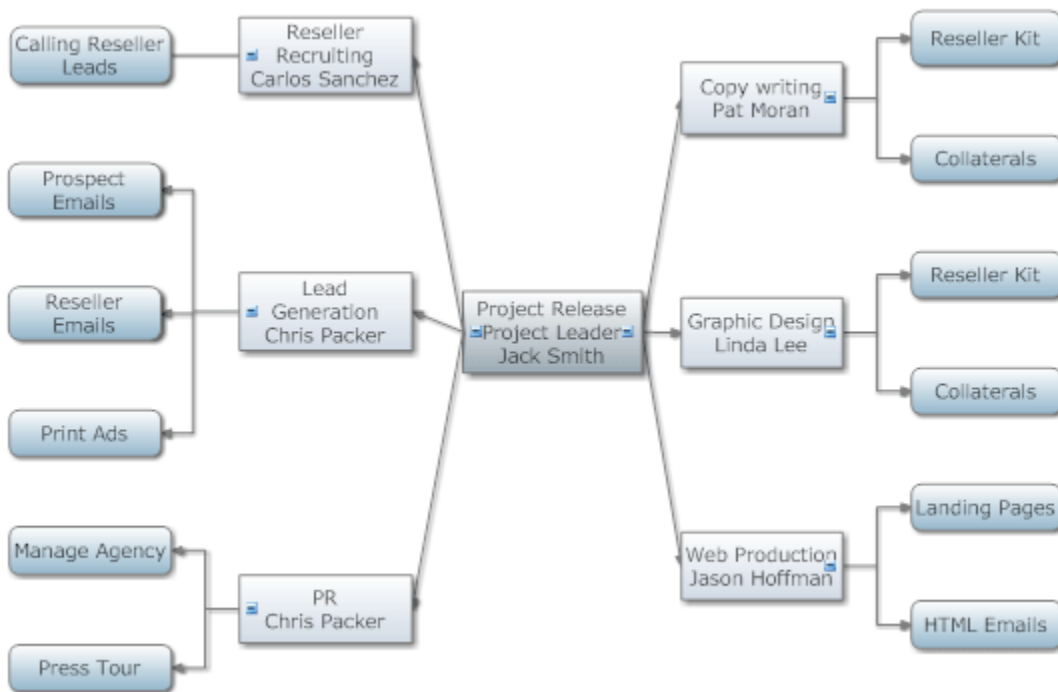 Calling Reseller
Leads
Reseller
Recruiting
Carlos Sanchez
Prospect
Emails
Reseller
Emails
Print Ads
Lead
Generation
Chris Packer
Manage Agency
Press Tour
PR
Chris Packer
Project Release
Project Leader
Jack Smith
Copy writing
Pat Moran
Reseller Kit
Collaterals
Graphic Design
Linda Lee
Reseller Kit
Collaterals
Web Production
Jason Hoffman
Landing Pages
HTML Emails